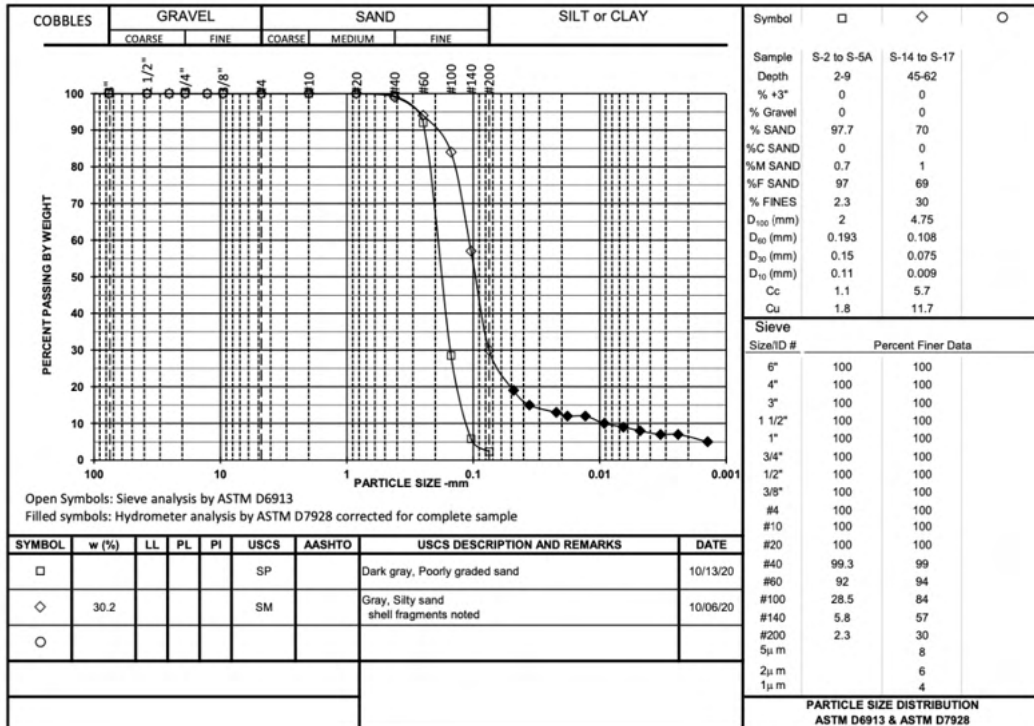 COBBLES GRAVEL SAND SILT or CLAY
COARSE FINE COARSE MEDIUM FINE
3" 1 1/2" 3/4" 3/8" #4 #10 #20 #40 #60 #100 #140 #200
PERCENT PASSING BY WEIGHT
100
90
80
70
60
50
40
30
20
10
0
100 10 1 0.1 0.01 0.001
PARTICLE SIZE -mm
Open Symbols: Sieve analysis by ASTM D6913
Filled symbols: Hydrometer analysis by ASTM D7928 corrected for complete sample
SYMBOL w (%) LL PL PI USCS AASHTO USCS DESCRIPTION AND REMARKS DATE
□ SP Dark gray, Poorly graded sand 10/13/20
◇ 30.2 SM Gray, Silty sand 10/06/20
shell fragments noted
○
Symbol □ ◇ ○
Sample S-2 to S-5A S-14 to S-17
Depth 2-9 45-62
% +3" 0 0
% Gravel 0 0
% SAND 97.7 70
%C SAND 0 0
%M SAND 0.7 1
%F SAND 97 69
% FINES 2.3 30
D100 (mm) 2 4.75
D60 (mm) 0.193 0.108
D30 (mm) 0.15 0.075
D10 (mm) 0.11 0.009
Cc 1.1 5.7
Cu 1.8 11.7
Sieve
Size/ID # Percent Finer Data
6" 100 100
4" 100 100
3" 100 100
1 1/2" 100 100
1" 100 100
3/4" 100 100
1/2" 100 100
3/8" 100 100
#4 100 100
#10 100 100
#20 100 100
#40 99.3 99
#60 92 94
#100 28.5 84
#140 5.8 57
#200 2.3 30
5μ m 8
2μ m 6
1μ m 4
PARTICLE SIZE DISTRIBUTION
ASTM D6913 & ASTM D7928